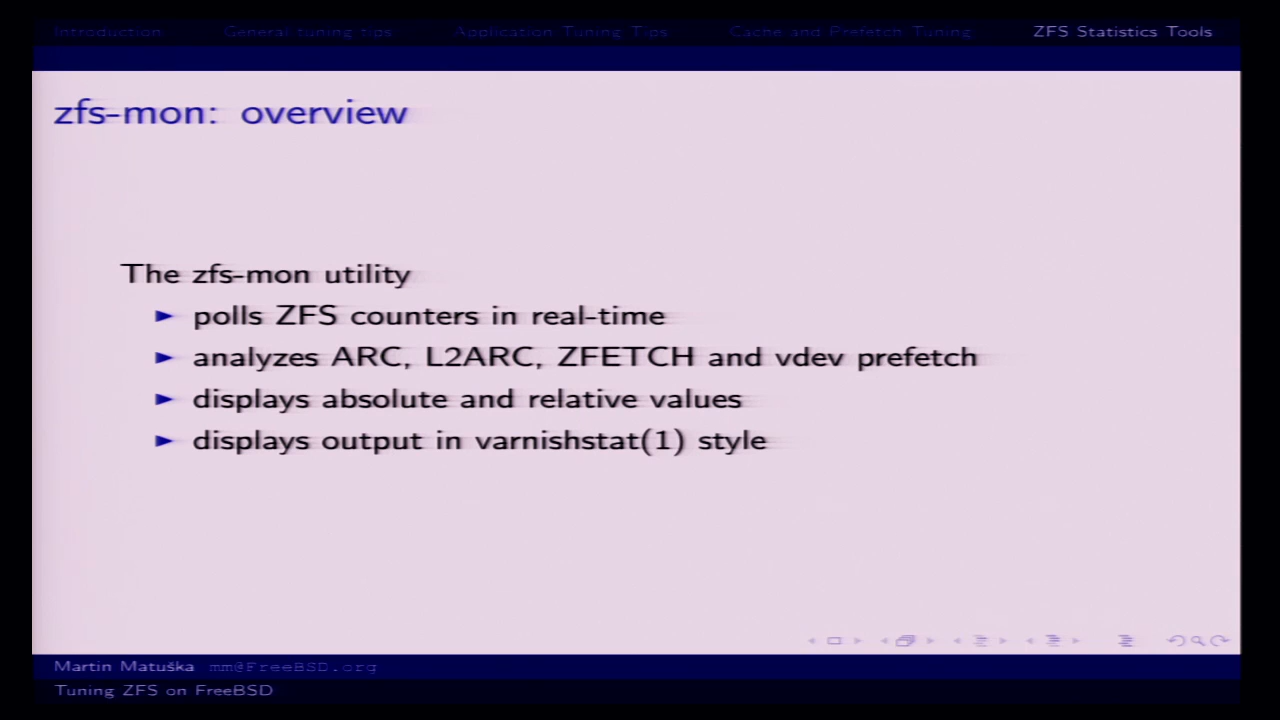 Introduction General tuning tips Application Tuning Tips Cache and Prefetch Tuning ZFS Statistics Tools
zfs-mon: overview
The zfs-mon utility
polls ZFS counters in real-time
analyzes ARC, L2ARC, ZFETCH and vdev prefetch
displays absolute and relative values
displays output in varnishstat(1) style
Martin Matuška mm@FreeBSD.org
Tuning ZFS on FreeBSD